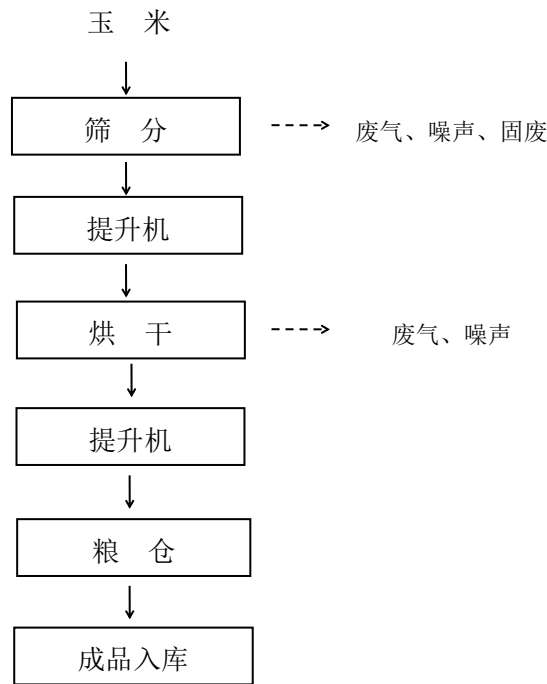 玉 米
筛 分
废气、噪声、固废
提升机
烘 干
废气、噪声
提升机
粮 仓
成品入库